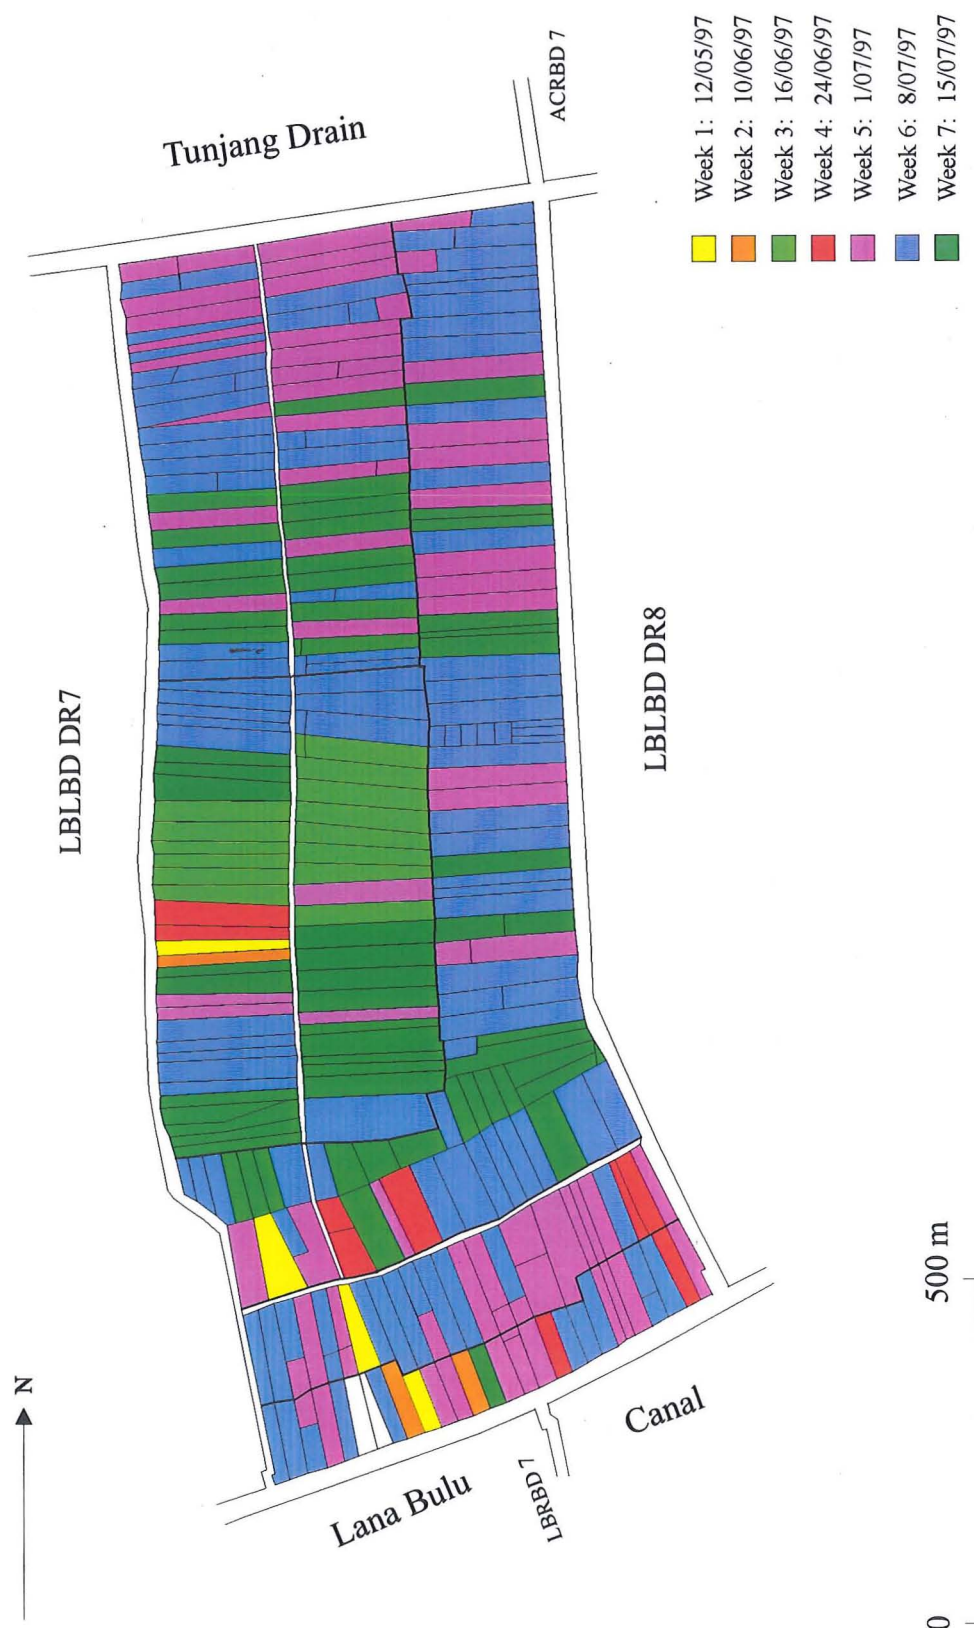 Tunjang Drain
ACRBD 7
LBLBD DR7
LBLBD DR8
Week 1: 12/05/97
Week 2: 10/06/97
Week 3: 16/06/97
Week 4: 24/06/97
Week 5: 1/07/97
Week 6: 8/07/97
Week 7: 15/07/97
N
Lana Bulu
Canal
LBRBD 7
0
500 m